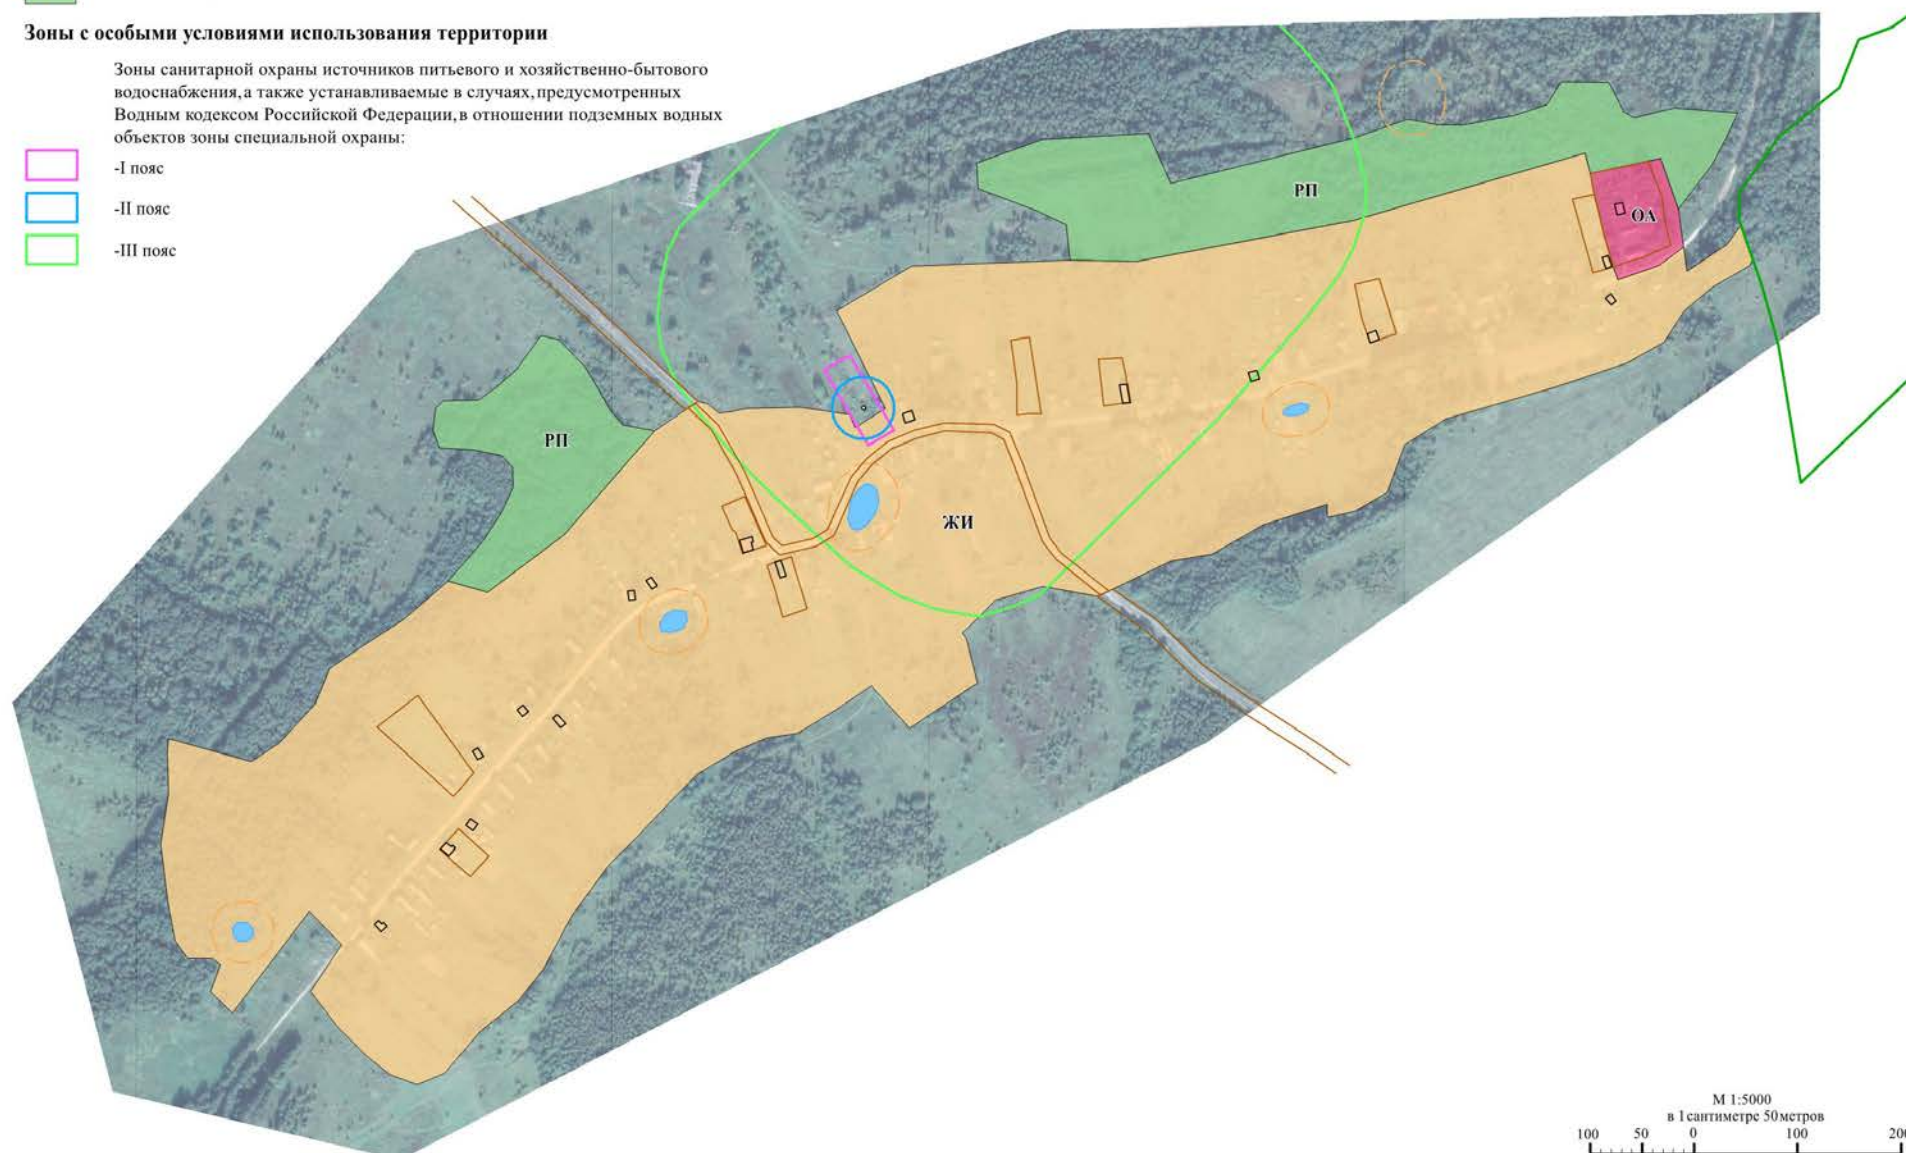 Зоны с особыми условиями использования территории
Зоны санитарной охраны источников питьевого и хозяйственно-бытового
водоснабжения, а также устанавливаемые в случаях, предусмотренных
Водным кодексом Российской Федерации, в отношении подземных водных
объектов зоны специальной охраны:
-I пояс
-II пояс
-III пояс
РП
ОА
РП
ЖИ
М 1:5000
в 1 сантиметре 50 метров
100 50 0 100 200